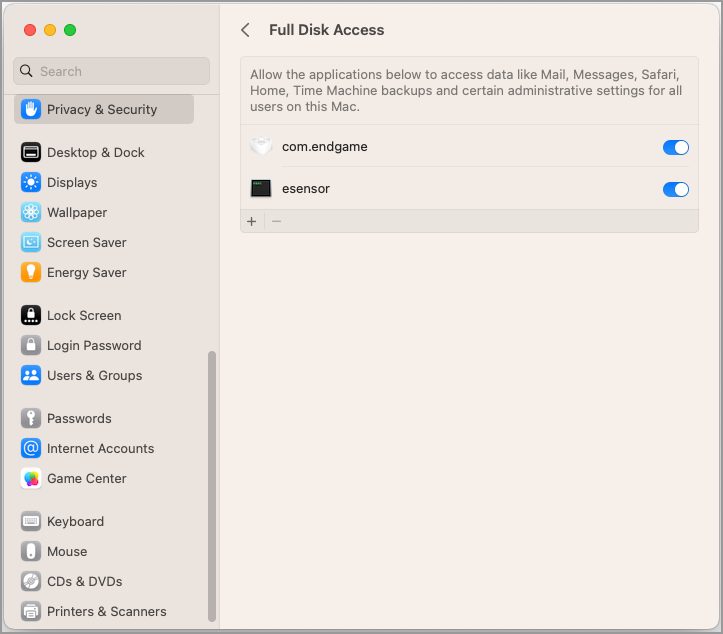 Full Disk Access
Search
Privacy & Security
Desktop & Dock
Displays
Wallpaper
Screen Saver
Energy Saver
Lock Screen
Login Password
Users & Groups
Passwords
Internet Accounts
Game Center
Keyboard
Mouse
CDs & DVDs
Printers & Scanners
Allow the applications below to access data like Mail, Messages, Safari,
Home, Time Machine backups and certain administrative settings for all
users on this Mac.
com.endgame
esensor